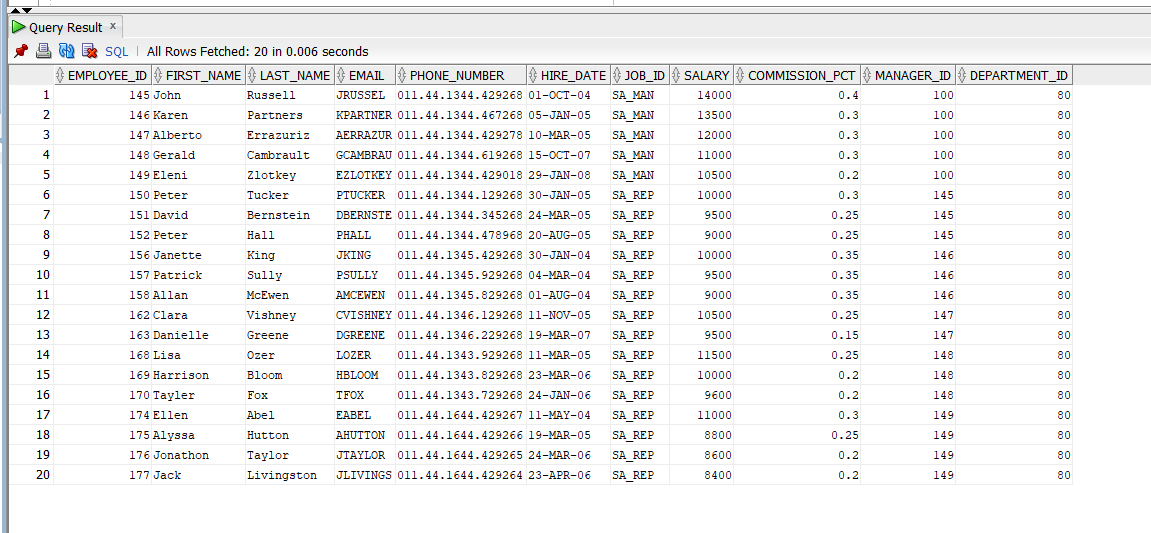 Query Result x
SQL | All Rows Fetched: 20 in 0.006 seconds
EMPLOYEE_ID FIRST_NAME LAST_NAME EMAIL PHONE_NUMBER HIRE_DATE JOB_ID SALARY COMMISSION_PCT MANAGER_ID DEPARTMENT_ID
1 145 John Russell JRUSSEL 011.44.1344.429268 01-OCT-04 SA_MAN 14000 0.4 100 80
2 146 Karen Partners KPARTNER 011.44.1344.467268 05-JAN-05 SA_MAN 13500 0.3 100 80
3 147 Alberto Errazuriz AERRAZUR 011.44.1344.429278 10-MAR-05 SA_MAN 12000 0.3 100 80
4 148 Gerald Cambrault GCAMBRAU 011.44.1344.619268 15-OCT-07 SA_MAN 11000 0.3 100 80
5 149 Eleni Zlotkey EZLOTKEY 011.44.1344.429018 29-JAN-08 SA_MAN 10500 0.2 100 80
6 150 Peter Tucker PTUCKER 011.44.1344.129268 30-JAN-05 SA_REP 10000 0.3 145 80
7 151 David Bernstein DBERNSTE 011.44.1344.345268 24-MAR-05 SA_REP 9500 0.25 145 80
8 152 Peter Hall PHALL 011.44.1344.478968 20-AUG-05 SA_REP 9000 0.25 145 80
9 156 Janette King JKING 011.44.1345.429268 30-JAN-04 SA_REP 10000 0.35 146 80
10 157 Patrick Sully PSULLY 011.44.1345.929268 04-MAR-04 SA_REP 9500 0.35 146 80
11 158 Allan McEwen AMCEWEN 011.44.1345.829268 01-AUG-04 SA_REP 9000 0.35 146 80
12 162 Clara Vishney CVISHNEY 011.44.1346.129268 11-NOV-05 SA_REP 10500 0.25 147 80
13 163 Danielle Greene DGREENE 011.44.1346.229268 19-MAR-07 SA_REP 9500 0.15 147 80
14 168 Lisa Ozer LOZER 011.44.1343.929268 11-MAR-05 SA_REP 11500 0.25 148 80
15 169 Harrison Bloom HBLOOM 011.44.1343.829268 23-MAR-06 SA_REP 10000 0.2 148 80
16 170 Tayler Fox TFOX 011.44.1343.729268 24-JAN-06 SA_REP 9600 0.2 148 80
17 174 Ellen Abel EABEL 011.44.1644.429267 11-MAY-04 SA_REP 11000 0.3 149 80
18 175 Alyssa Hutton AHUTTON 011.44.1644.429266 19-MAR-05 SA_REP 8800 0.25 149 80
19 176 Jonathon Taylor JTAYLOR 011.44.1644.429265 24-MAR-06 SA_REP 8600 0.2 149 80
20 177 Jack Livingston JLIVINGS 011.44.1644.429264 23-APR-06 SA_REP 8400 0.2 149 80